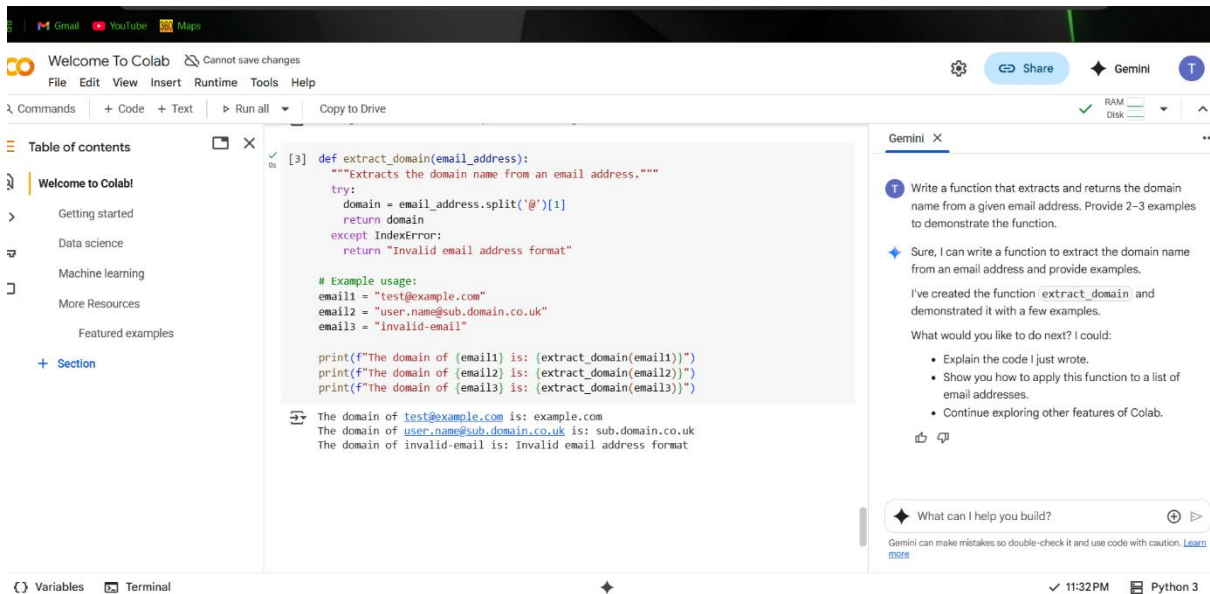 Gmail YouTube 360 Maps
Welcome To Colab Cannot save changes
File Edit View Insert Runtime Tools Help
Share Gemini T
Commands + Code + Text Run all Copy to Drive
RAM
Disk
Table of contents
Welcome to Colab!
Getting started
Data science
Machine learning
More Resources
Featured examples
+ Section
0s
[3] def extract_domain(email_address):
"""Extracts the domain name from an email address."""
try:
domain = email_address.split('@')[1]
return domain
except IndexError:
return "Invalid email address format"
# Example usage:
email1 = "test@example.com"
email2 = "user.name@sub.domain.co.uk"
email3 = "invalid-email"
print(f"The domain of {email1} is: {extract_domain(email1)}")
print(f"The domain of {email2} is: {extract_domain(email2)}")
print(f"The domain of {email3} is: {extract_domain(email3)}")
The domain of test@example.com is: example.com
The domain of user.name@sub.domain.co.uk is: sub.domain.co.uk
The domain of invalid-email is: Invalid email address format
Gemini
T
Write a function that extracts and returns the domain
name from a given email address. Provide 2–3 examples
to demonstrate the function.
Sure, I can write a function to extract the domain name
from an email address and provide examples.
I've created the function extract_domain and
demonstrated it with a few examples.
What would you like to do next? I could:
• Explain the code I just wrote.
• Show you how to apply this function to a list of
email addresses.
• Continue exploring other features of Colab.
What can I help you build?
Gemini can make mistakes so double-check it and use code with caution. Learn
more
{} Variables Terminal
11:32 PM Python 3